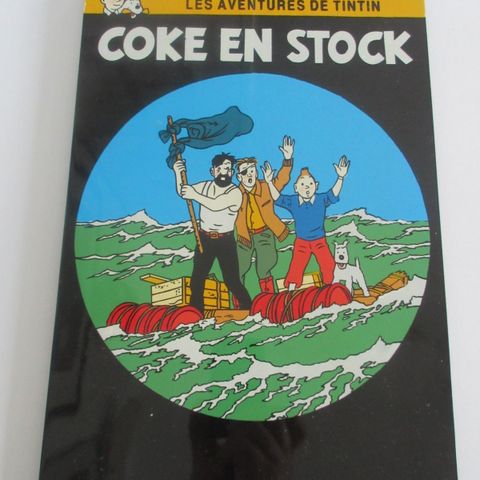 LES AVENTURES DE TINTIN
COKE EN STOCK